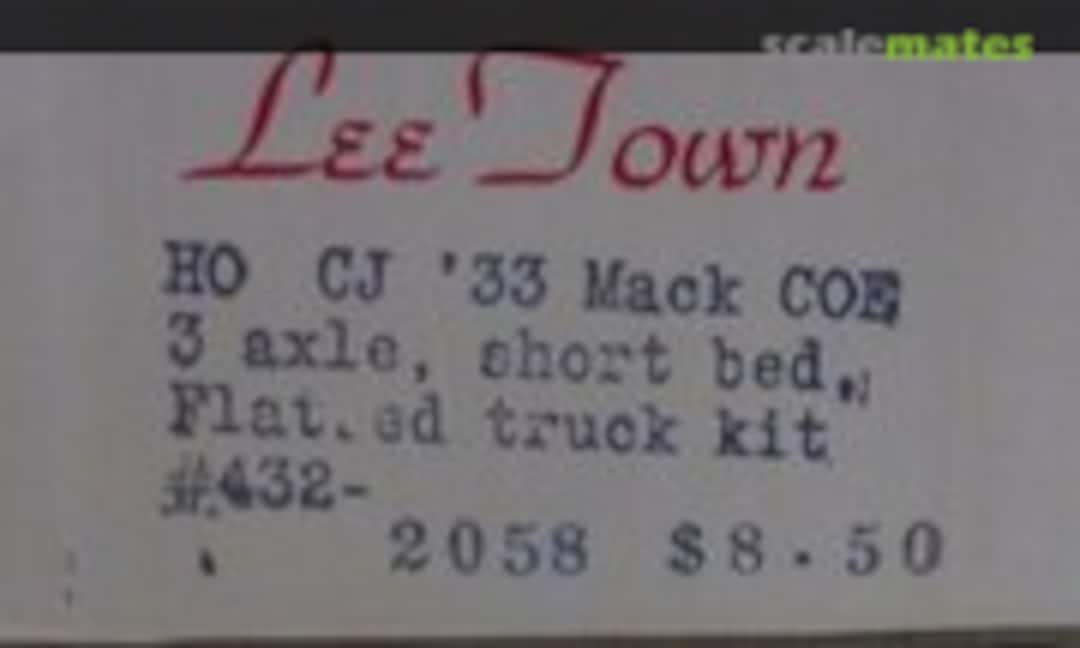 scalemates
Lee Town
HO CJ '33 Mack COE
3 axle, short bed,
Flat. ed truck kit
#432-
2058 $8.50